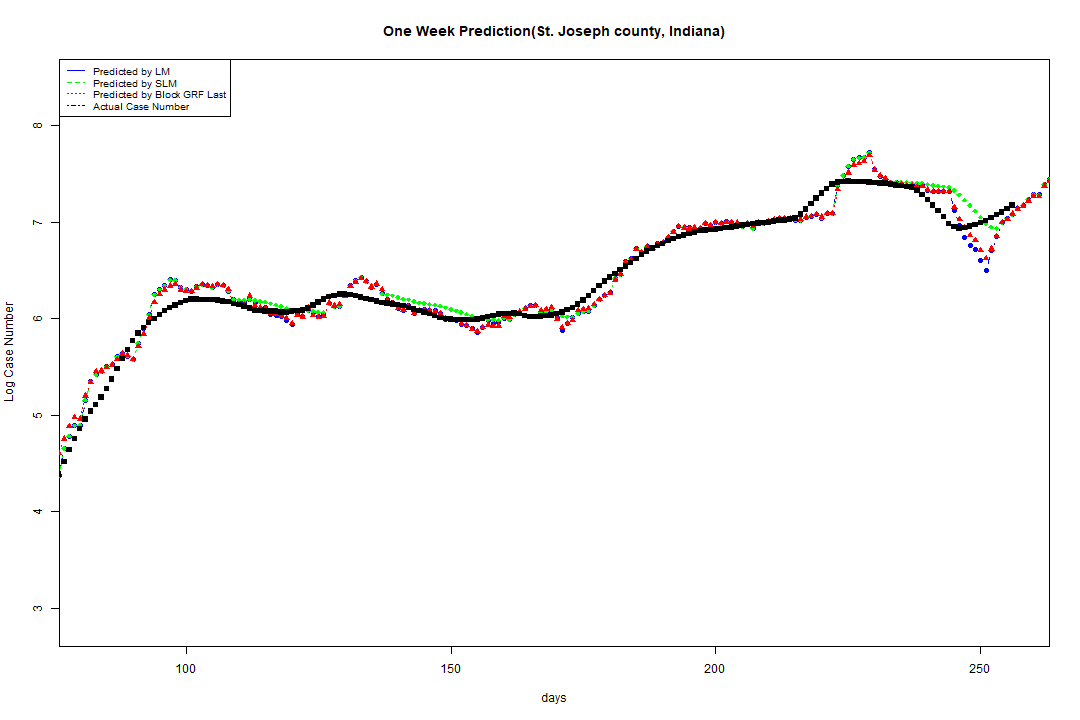 One Week Prediction(St. Joseph county, Indiana)
Predicted by LM
Predicted by SLM
Predicted by Block GRF Last
Actual Case Number
8
7
6
5
4
3
Log Case Number
100 150 200 250
days